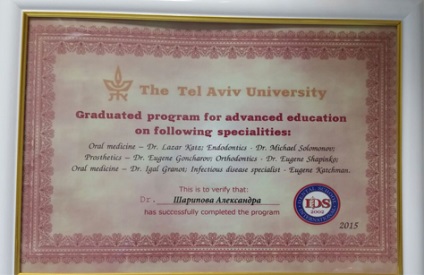 The Tel Aviv University
Graduated program for advanced education
on following specialities:
Oral medicine – Dr. Lazar Katz; Endodontics - Dr. Michael Solomonov;
Prosthetics – Dr. Eugene Goncharov; Orthodontics - Dr. Eugene Shapinko;
Oral medicine – Dr. Igal Granot; Infectious disease specialist - Eugene Katchman.
This is to verify that:
Dr. Шарипова Александра
has successfully completed the program
IDS
2015